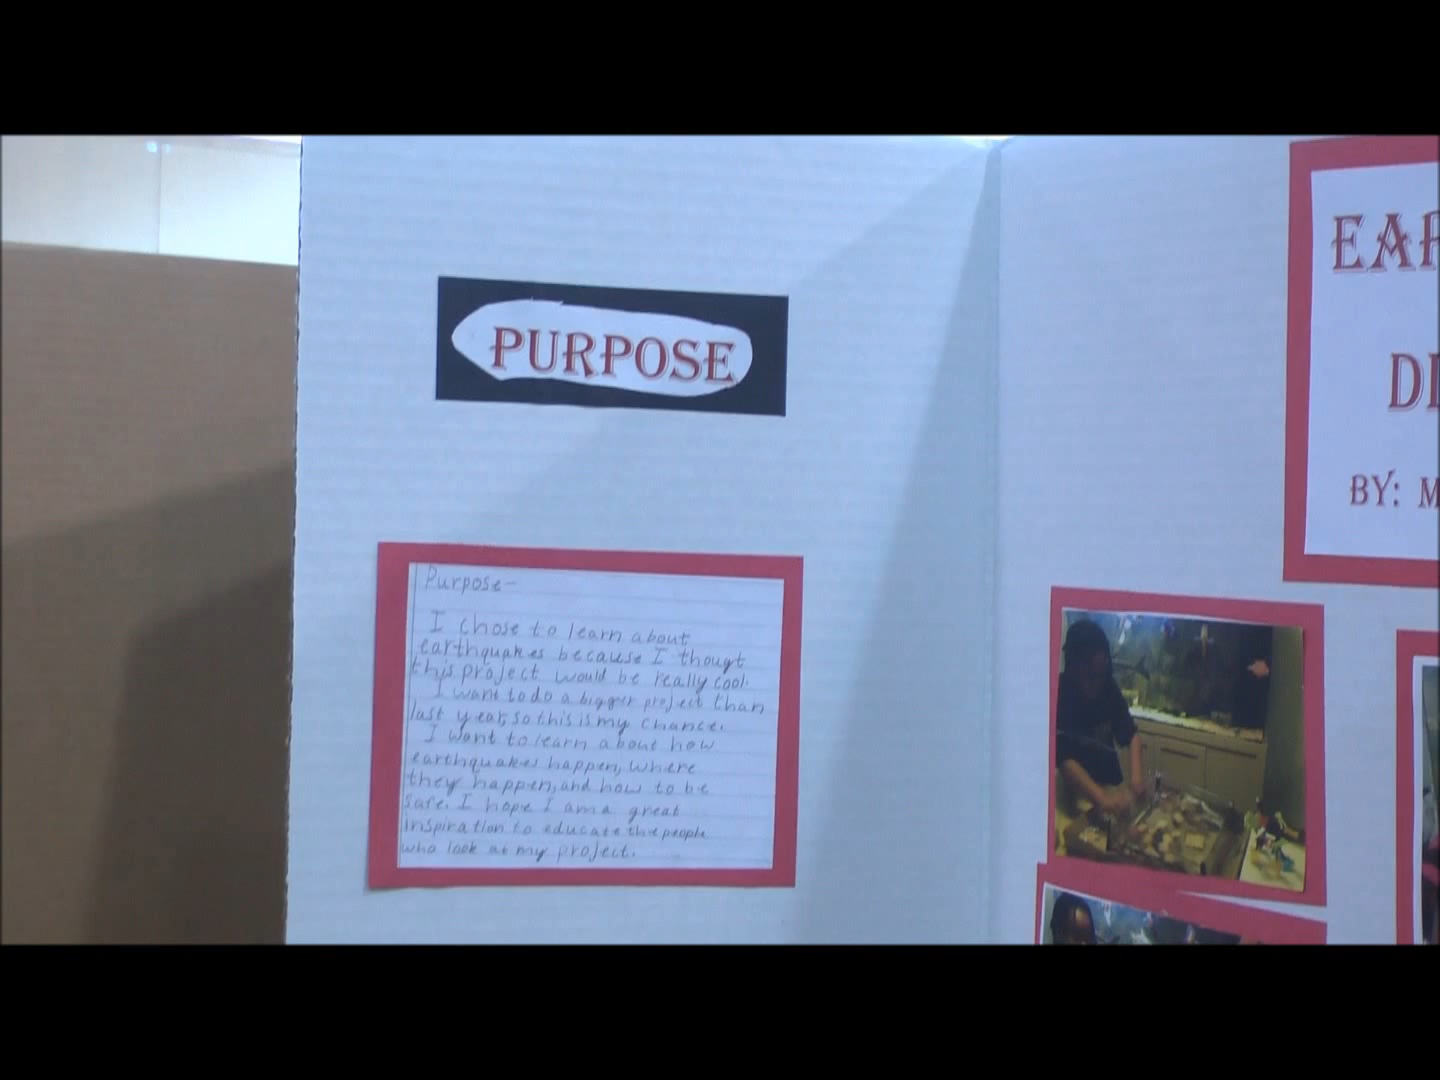 PURPOSE
Purpose-
I chose to learn about
earthquakes because I thougt
this project would be really cool.
I want to do a bigger project than
last year, so this is my chance.
I want to learn about how
earthquakes happen, where
they happen, and how to be
safe. I hope I am a great
inspiration to educate the people
who look at my project.
EAR
DI
BY: M